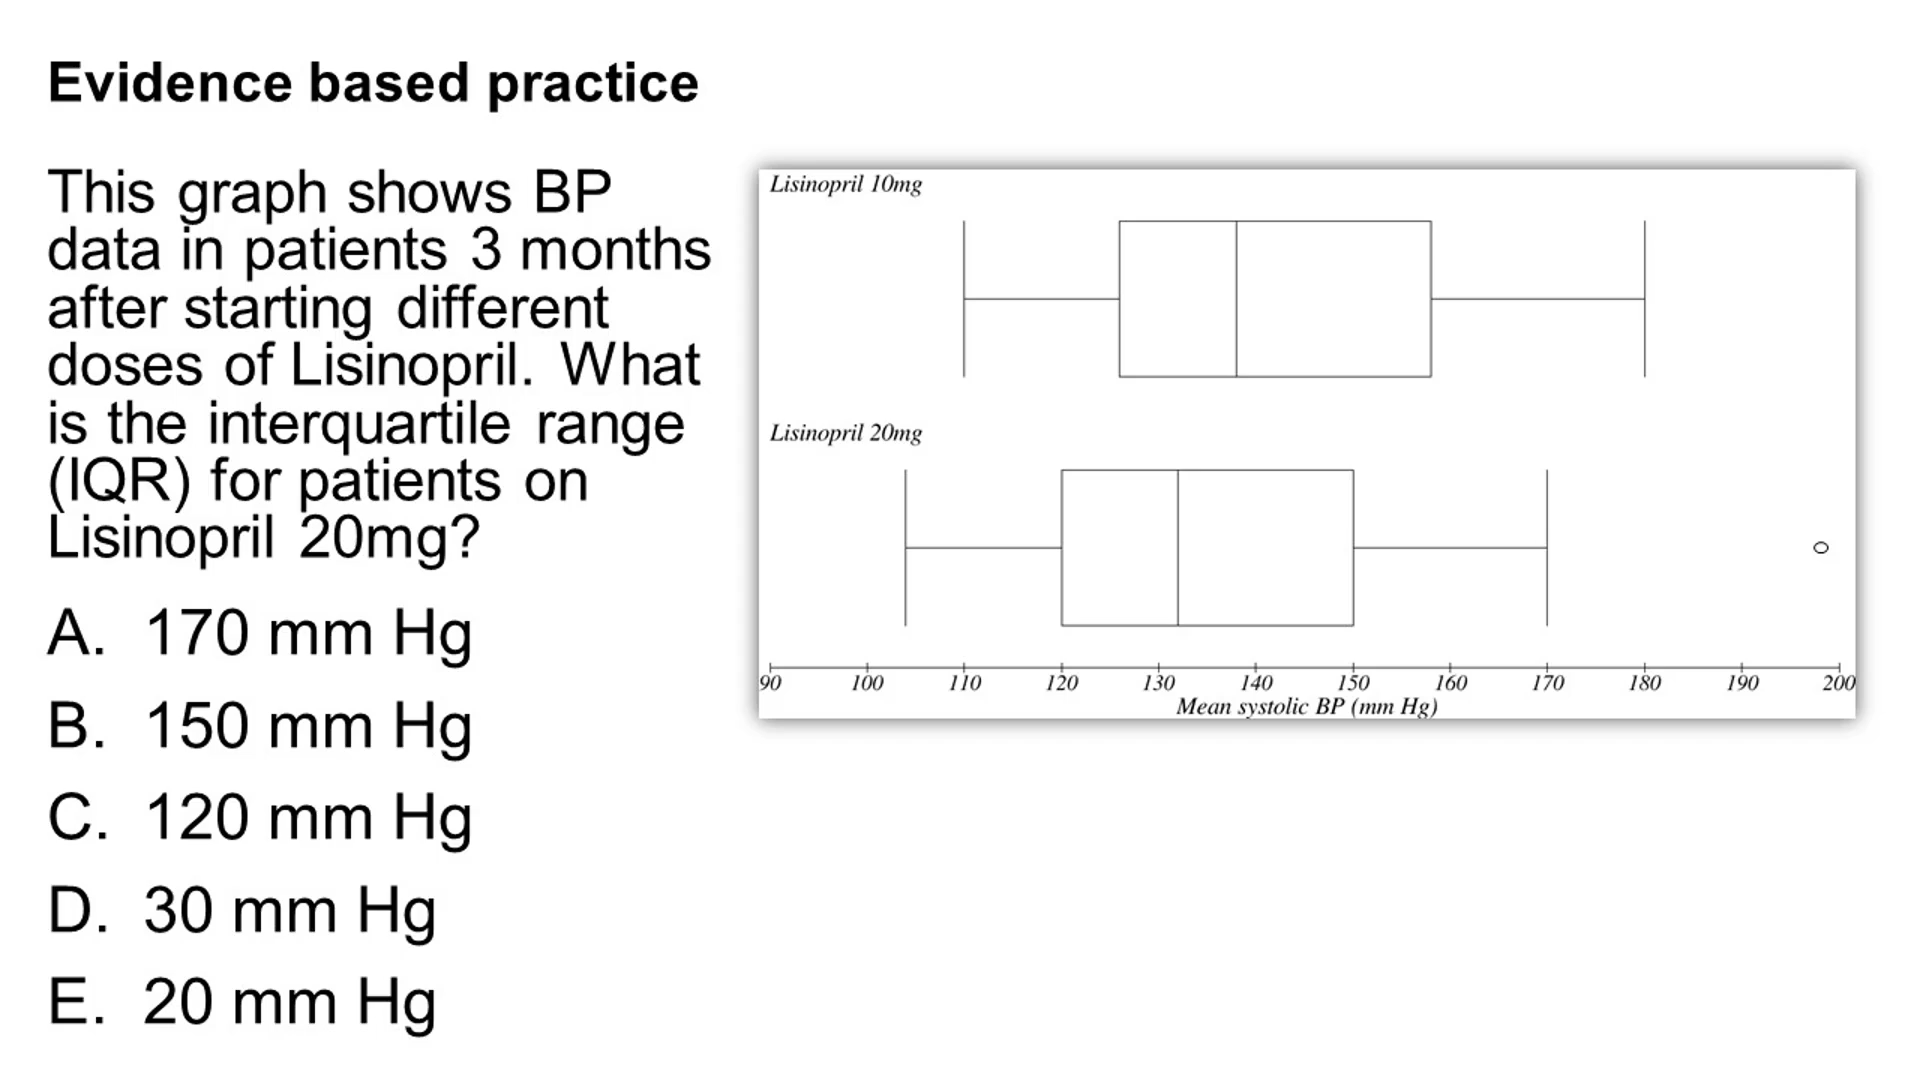 Evidence based practice
This graph shows BP
data in patients 3 months
after starting different
doses of Lisinopril. What
is the interquartile range
(IQR) for patients on
Lisinopril 20mg?
A. 170 mm Hg
B. 150 mm Hg
C. 120 mm Hg
D. 30 mm Hg
E. 20 mm Hg
Lisinopril 10mg
Lisinopril 20mg
90 100 110 120 130 140 150 160 170 180 190 200
Mean systolic BP (mm Hg)